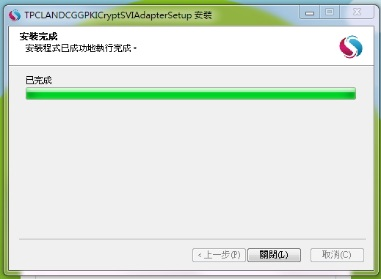 TPCLANDCGGPKICryptSVIAdapterSetup 安裝
安裝完成
安裝程式已成功地執行完成。
已完成
< 上一步(P) 關閉(L) 取消(C)